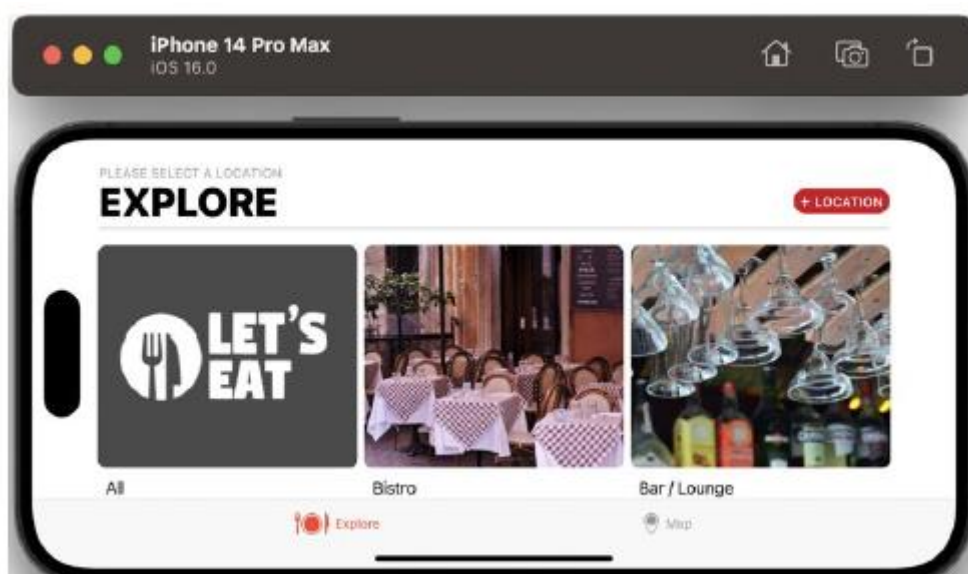 iPhone 14 Pro Max
iOS 16.0
PLEASE SELECT A LOCATION
EXPLORE
+ LOCATION
LET'S
EAT
All
Bistro
Bar / Lounge
Explore
Map